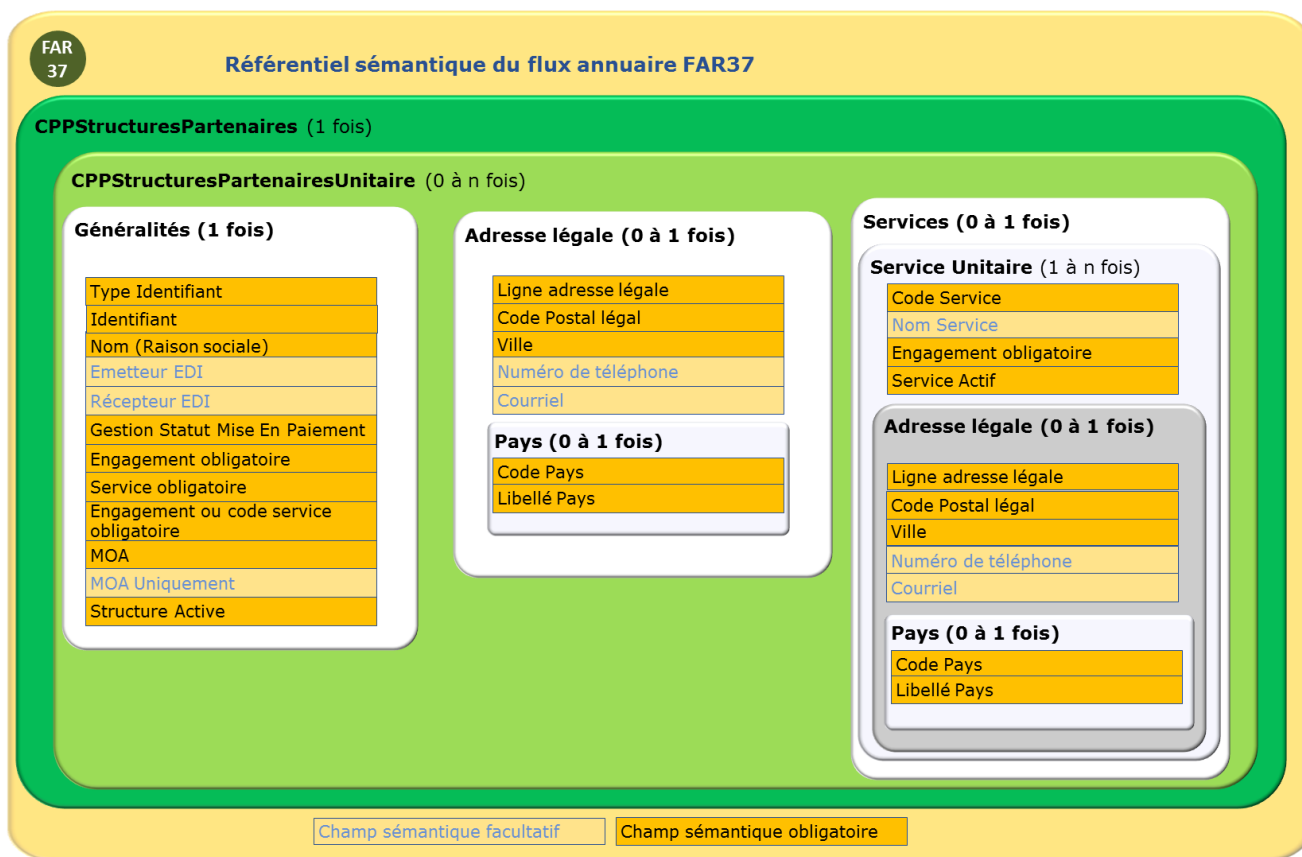 FAR
37
Référentiel sémantique du flux annuaire FAR37
CPPStructuresPartenaires (1 fois)
CPPStructuresPartenairesUnitaire (0 à n fois)
Généralités (1 fois)
Type Identifiant
Identifiant
Nom (Raison sociale)
Emetteur EDI
Récepteur EDI
Gestion Statut Mise En Paiement
Engagement obligatoire
Service obligatoire
Engagement ou code service
obligatoire
MOA
MOA Uniquement
Structure Active
Adresse légale (0 à 1 fois)
Ligne adresse légale
Code Postal légal
Ville
Numéro de téléphone
Courriel
Pays (0 à 1 fois)
Code Pays
Libellé Pays
Services (0 à 1 fois)
Service Unitaire (1 à n fois)
Code Service
Nom Service
Engagement obligatoire
Service Actif
Adresse légale (0 à 1 fois)
Ligne adresse légale
Code Postal légal
Ville
Numéro de téléphone
Courriel
Pays (0 à 1 fois)
Code Pays
Libellé Pays
Champ sémantique facultatif
Champ sémantique obligatoire